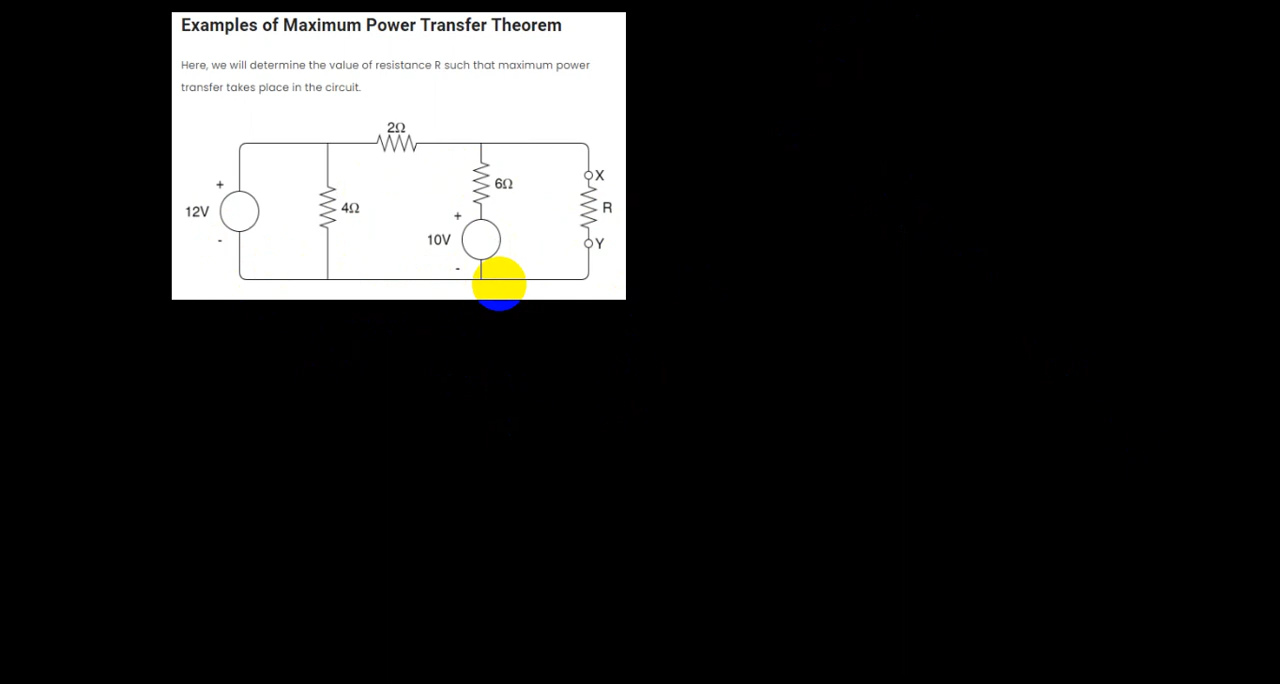 Examples of Maximum Power Transfer Theorem
Here, we will determine the value of resistance R such that maximum power
transfer takes place in the circuit.
2Ω
X
+
6Ω
12V
4Ω
R
+
10V
Y
-
-